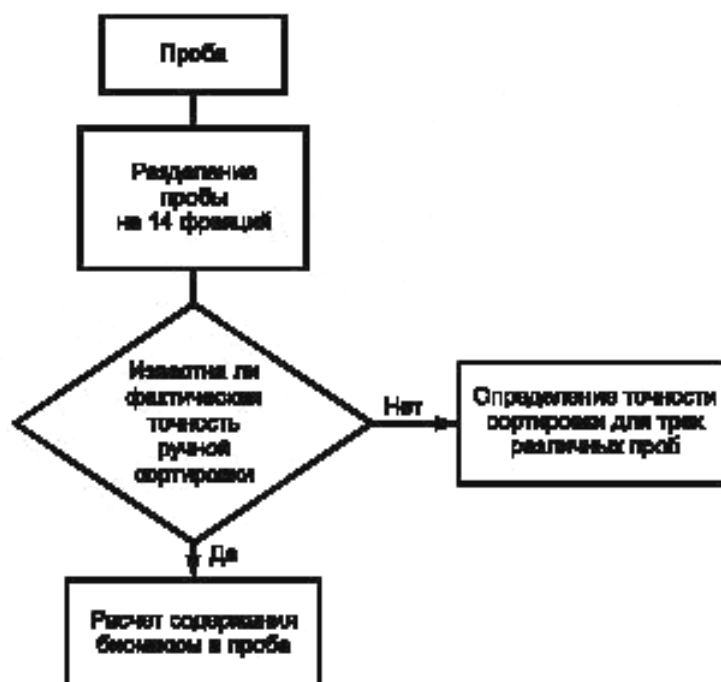 Проба
Разделение
пробы
на 14 фракций
Известна ли
фактическая
точность
ручной
сортировки
Нет
Определение точности
сортировки для трех
различных проб
Да
Расчет содержания
биомассы в пробе